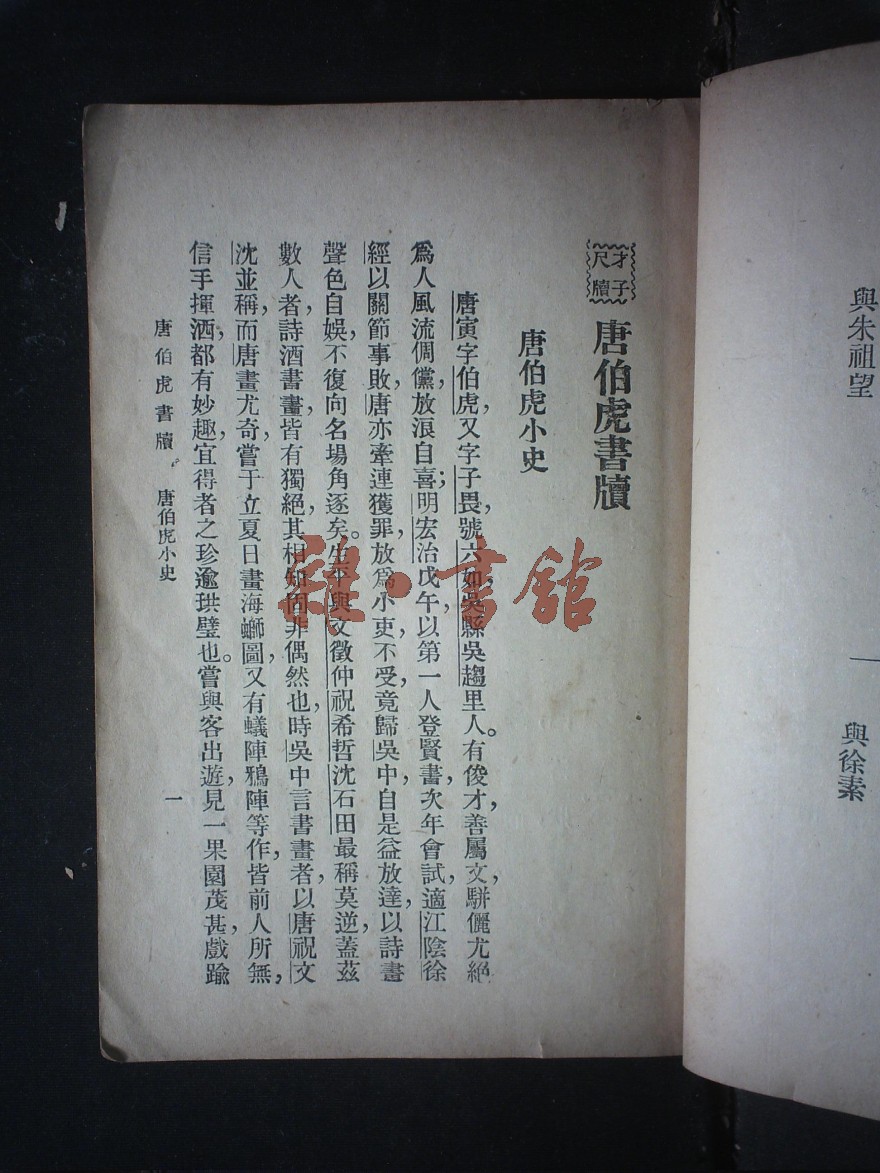 與朱祖望
與徐素
才子
尺牘
唐伯虎書牘
唐伯虎小史
唐寅字伯虎，又字子畏，號六如，吳縣吳趨里人。有俊才，善屬文，駢儷尤絕，
爲人風流倜儻，放浪自喜；明宏治戊午，以第一人登賢書，次年會試，適江陰徐
經以關節事敗，唐亦牽連獲罪，放爲小吏，不受，竟歸吳中，自是益放達，以詩畫
聲色自娛，不復向名場角逐矣。生平與文徵仲祝希哲沈石田最稱莫逆，蓋茲
數人者，詩酒書畫，皆有獨絕，其相知固非偶然也，時吳中言書畫者，以唐祝文
沈並稱，而唐畫尤奇，嘗于立夏日畫海螄圖，又有蟻陣鴉陣等作，皆前人所無，
信手揮洒，都有妙趣，宜得者之珍逾珙璧也。嘗與客出遊，見一果園茂甚，戲踰
唐伯虎書牘 唐伯虎小史
一
雜·書館